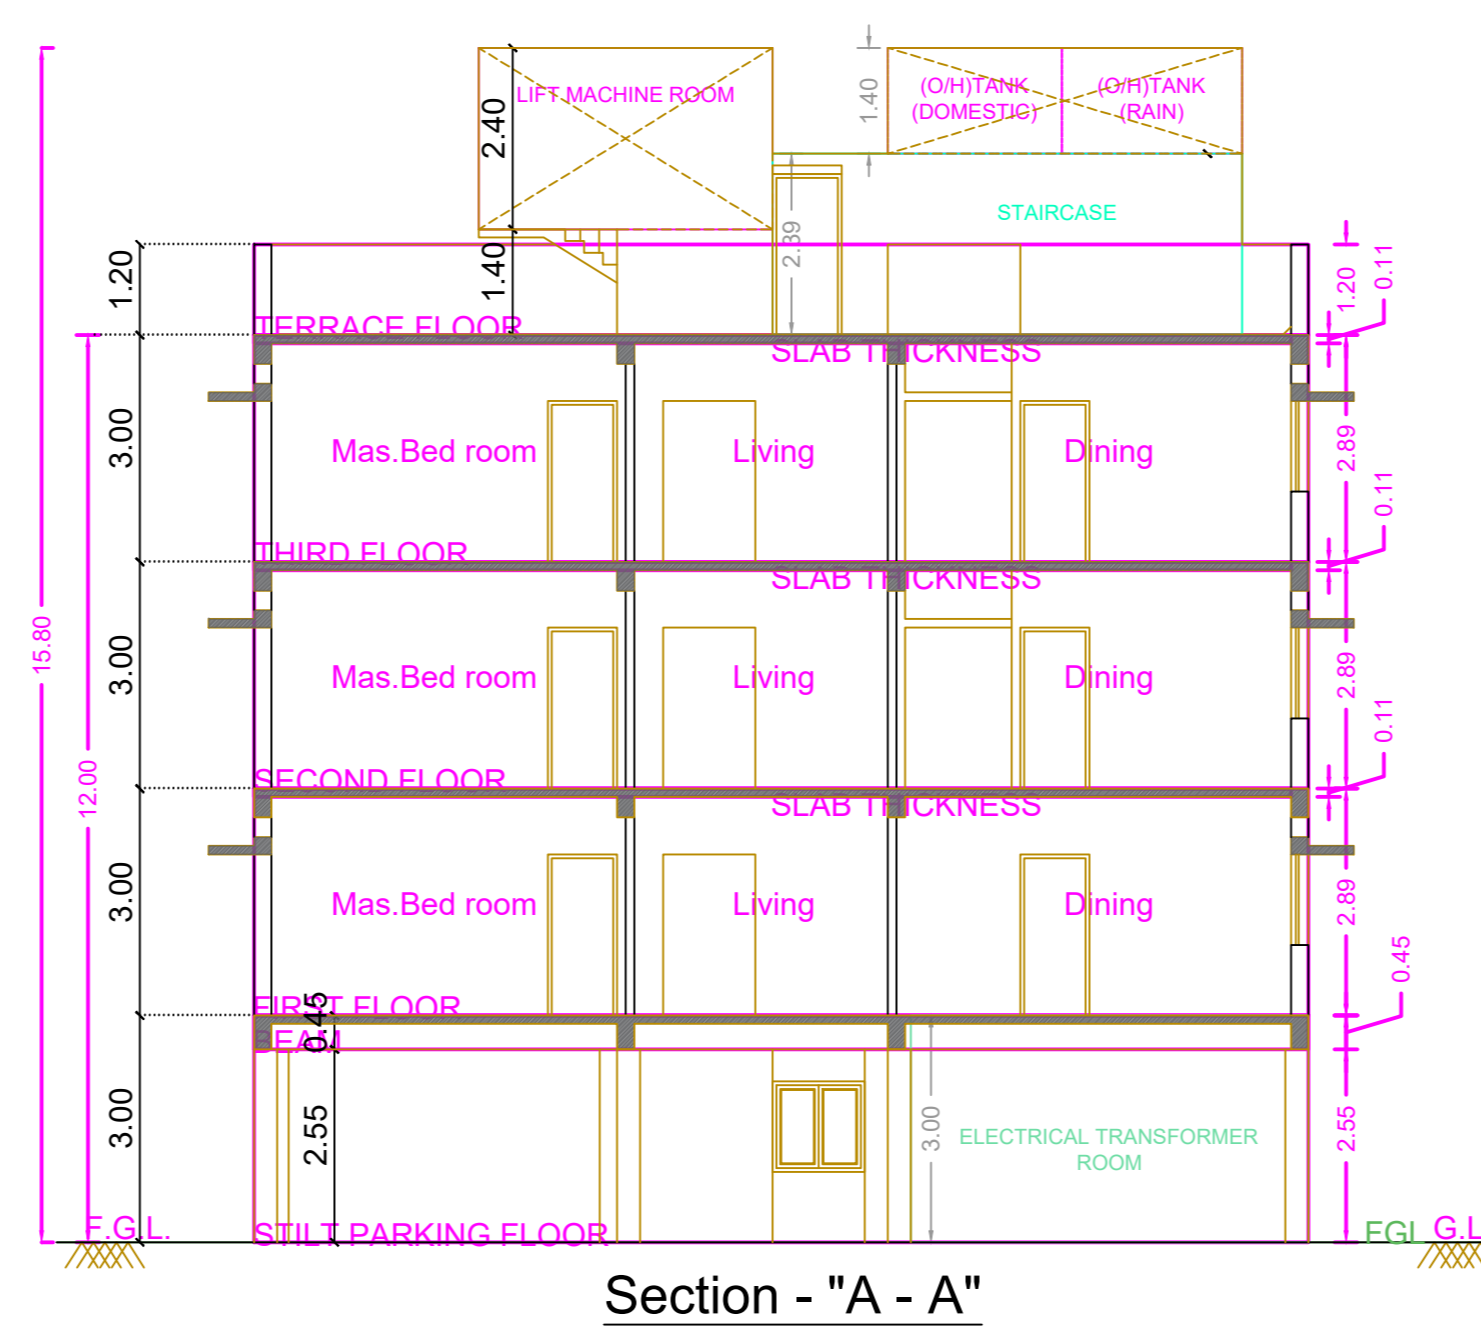 LIFT MACHINE ROOM
(O/H)TANK
(DOMESTIC)
(O/H)TANK
(RAIN)
2.40
1.40
STAIRCASE
2.39
1.40
1.20
1.20
0.11
TERRACE FLOOR
SLAB THICKNESS
3.00
Mas.Bed room
Living
Dining
2.89
0.11
THIRD FLOOR
SLAB THICKNESS
15.80
3.00
Mas.Bed room
Living
Dining
2.89
0.11
12.00
SECOND FLOOR
SLAB THICKNESS
3.00
Mas.Bed room
Living
Dining
2.89
0.45
FIRST FLOOR
0.45
BEAM
3.00
2.55
3.00
ELECTRICAL TRANSFORMER
ROOM
2.55
F.G.L.
STILT PARKING FLOOR
FGL
G.L
Section - "A - A"